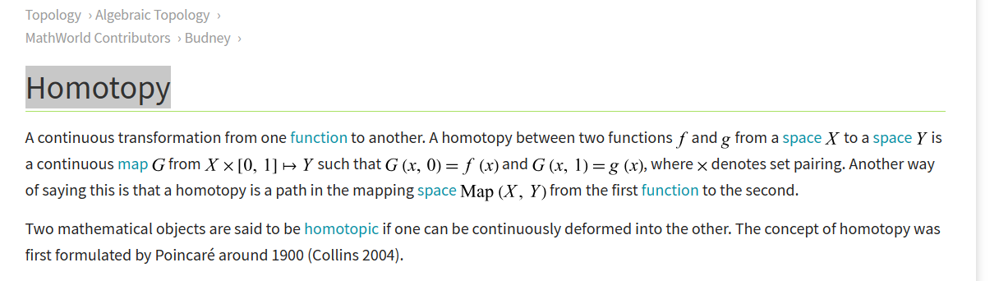 Topology › Algebraic Topology ›
MathWorld Contributors › Budney ›
Homotopy
A continuous transformation from one function to another. A homotopy between two functions f and g from a space X to a space Y is
a continuous map G from X × [0, 1] ↦ Y such that G (x, 0) = f (x) and G (x, 1) = g (x), where × denotes set pairing. Another way
of saying this is that a homotopy is a path in the mapping space Map (X, Y) from the first function to the second.
Two mathematical objects are said to be homotopic if one can be continuously deformed into the other. The concept of homotopy was
first formulated by Poincaré around 1900 (Collins 2004).